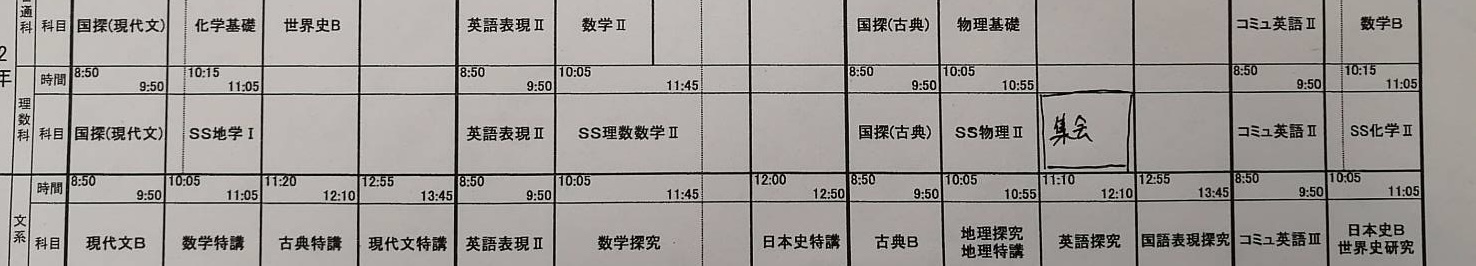 通科 科目 国探(現代文) 化学基礎 世界史B 英語表現Ⅱ 数学Ⅱ 国探(古典) 物理基礎 コミュ英語Ⅱ 数学B
2年
理数科 時間 8:50 9:50 10:15 11:05 8:50 9:50 10:05 11:45 8:50 9:50 10:05 10:55 8:50 9:50 10:15 11:05
科目 国探(現代文) SS地学Ⅰ 英語表現Ⅱ SS理数数学Ⅱ 国探(古典) SS物理Ⅱ 集会 コミュ英語Ⅱ SS化学Ⅱ
文系 時間 8:50 9:50 10:05 11:05 11:20 12:10 12:55 13:45 8:50 9:50 10:05 11:45 12:00 12:50 8:50 9:50 10:05 10:55 11:10 12:10 12:55 13:45 8:50 9:50 10:05 11:05
科目 現代文B 数学特講 古典特講 現代文特講 英語表現Ⅱ 数学探究 日本史特講 古典B 地理探究 英語探究 国語表現探究 コミュ英語Ⅲ 日本史B
地理特講 世界史研究